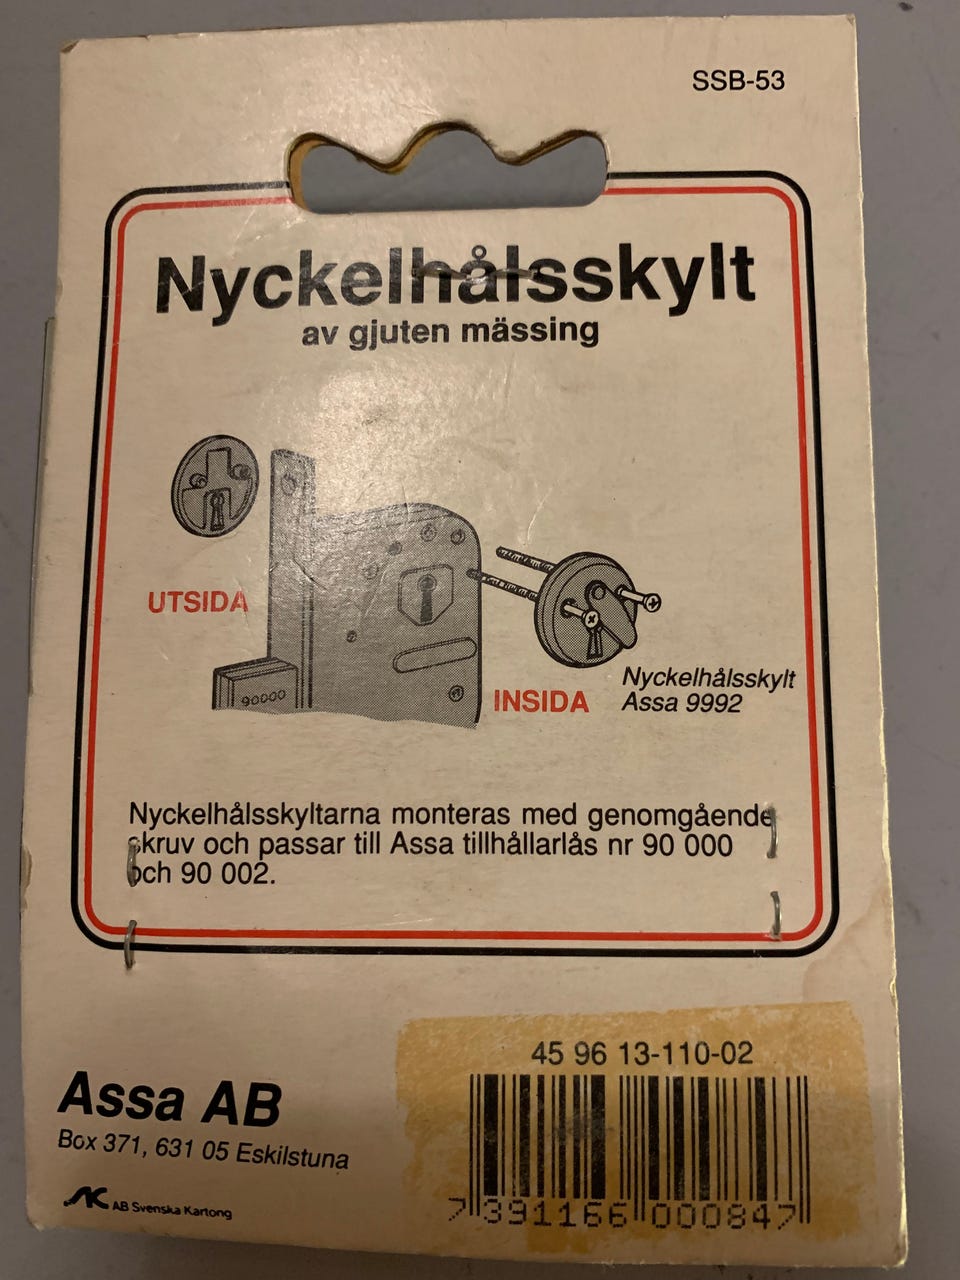 SSB-53
Nyckelhålsskylt
av gjuten mässing
UTSIDA
90000
INSIDA
Nyckelhålsskylt
Assa 9992
Nyckelhålsskyltarna monteras med genomgående
skruv och passar till Assa tillhållarlås nr 90 000
och 90 002.
45 96 13-110-02
Assa AB
Box 371, 631 05 Eskilstuna
AB Svenska Kartong
7 391166 000847